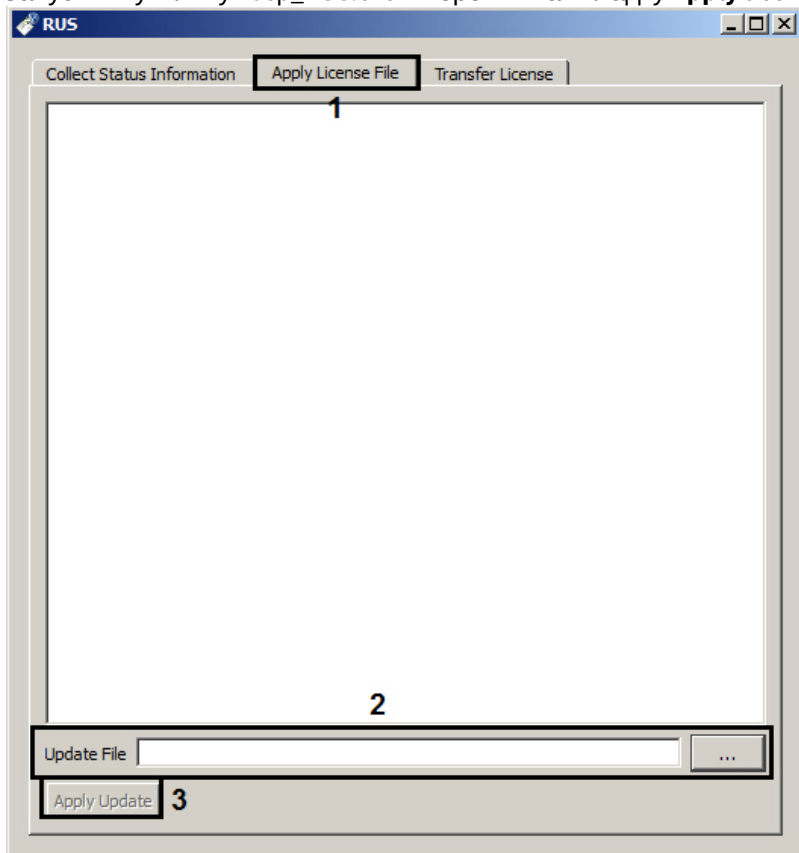 RUS
Collect Status Information Apply License File Transfer License
1
2
Update File ...
Apply Update 3